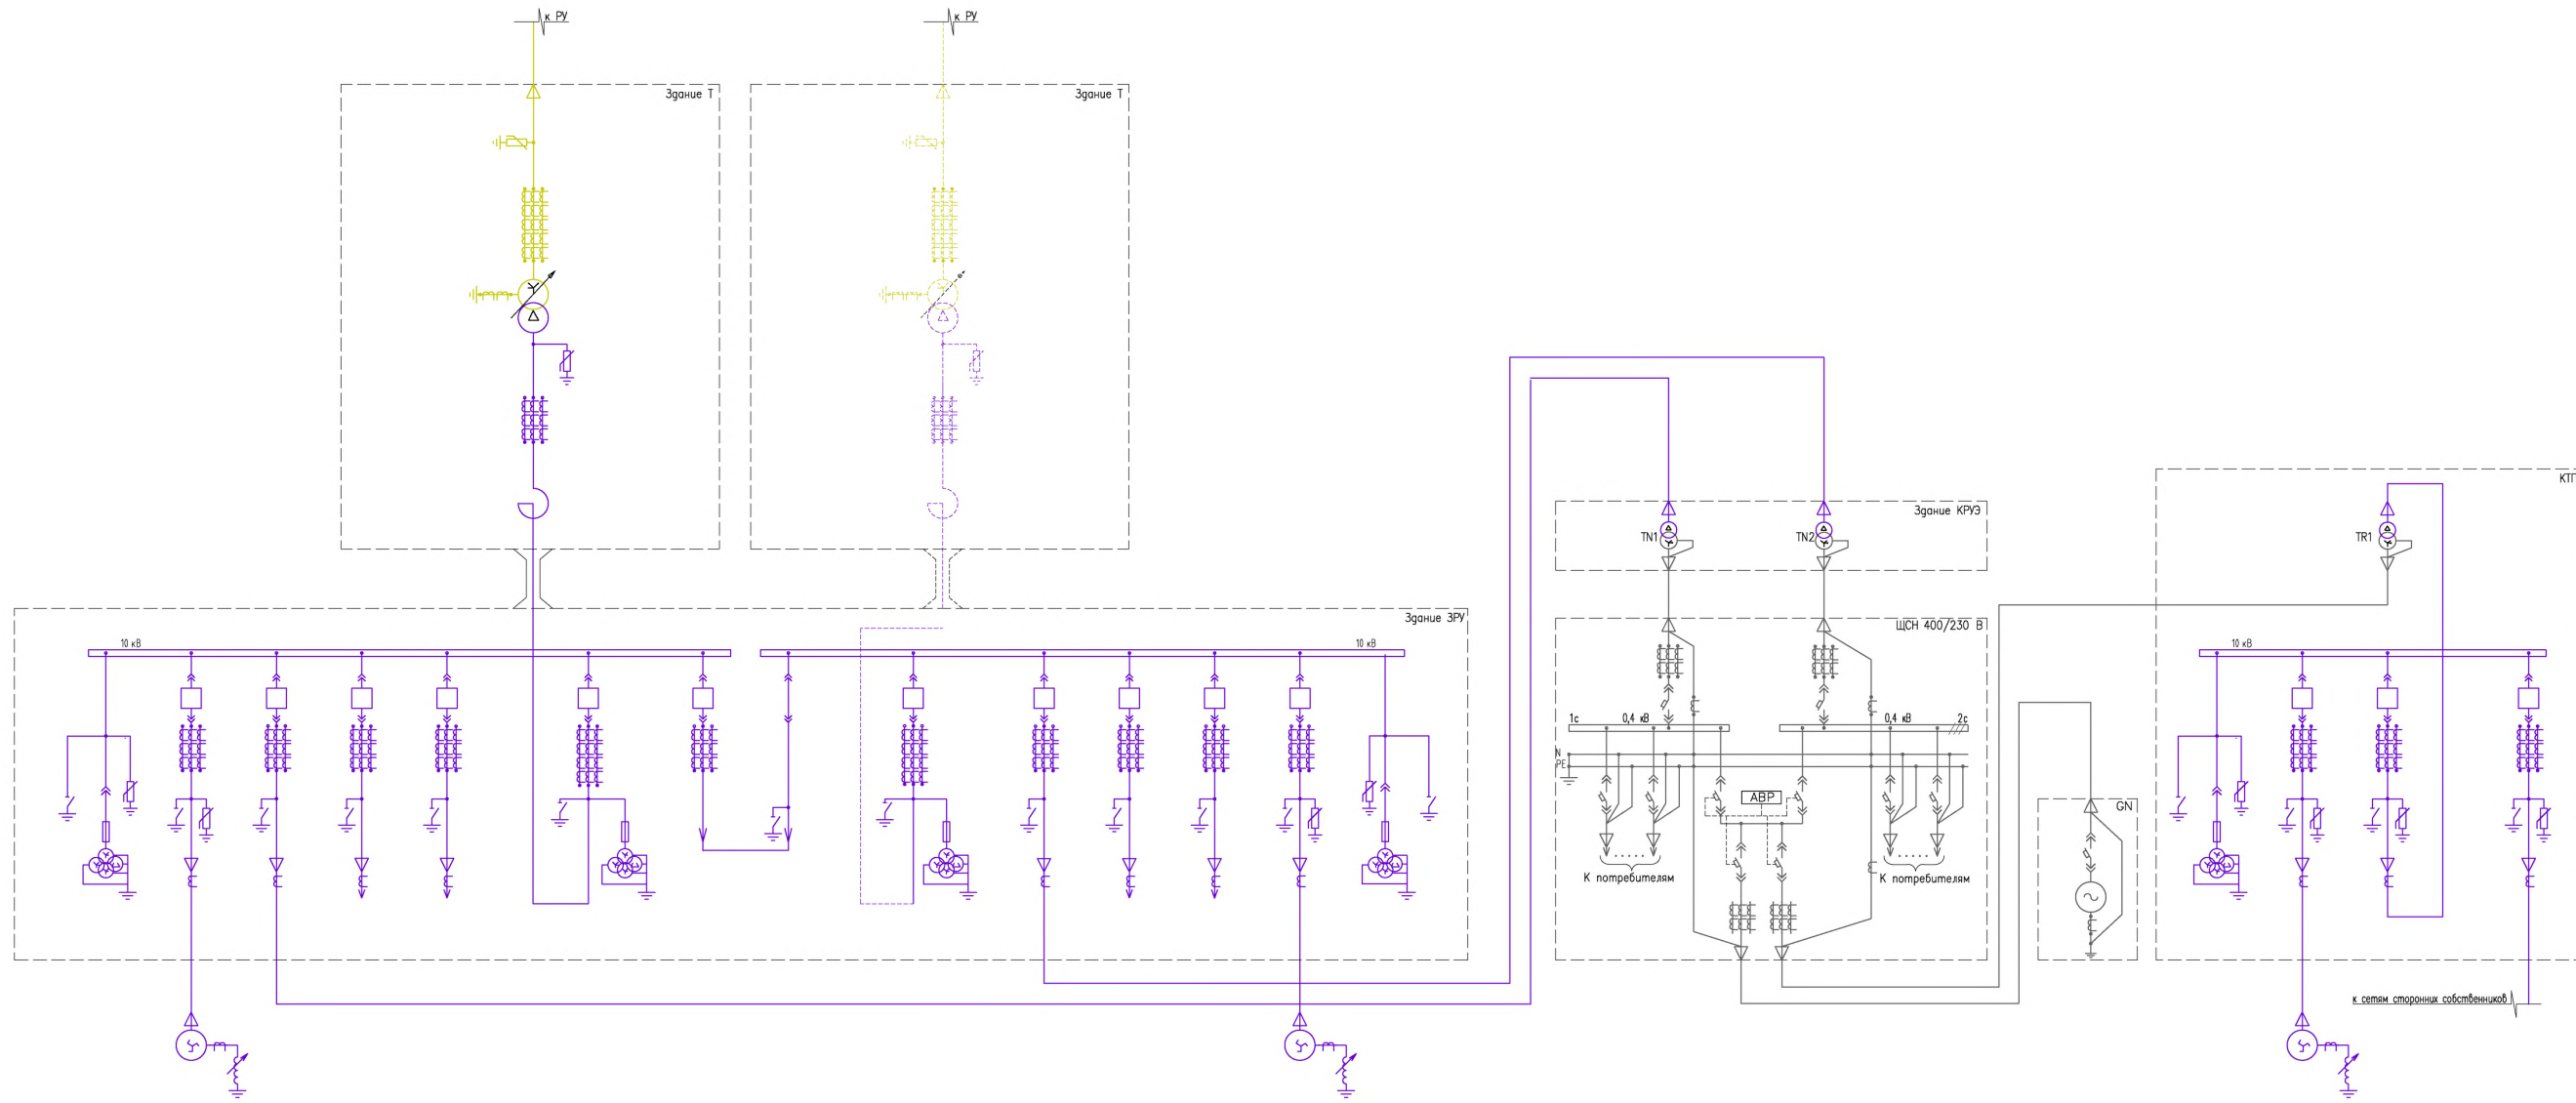 к РУ
к РУ
Здание Т
Здание Т
Здание КРУЭ
TN1
TN2
TR1
Здание ЗРУ
ЩСН 400/230 В
10 кВ
10 кВ
10 кВ
1с
0,4 кВ
0,4 кВ
2с
N
PE
АВР
GN
К потребителям
К потребителям
к сетям сторонних собственников